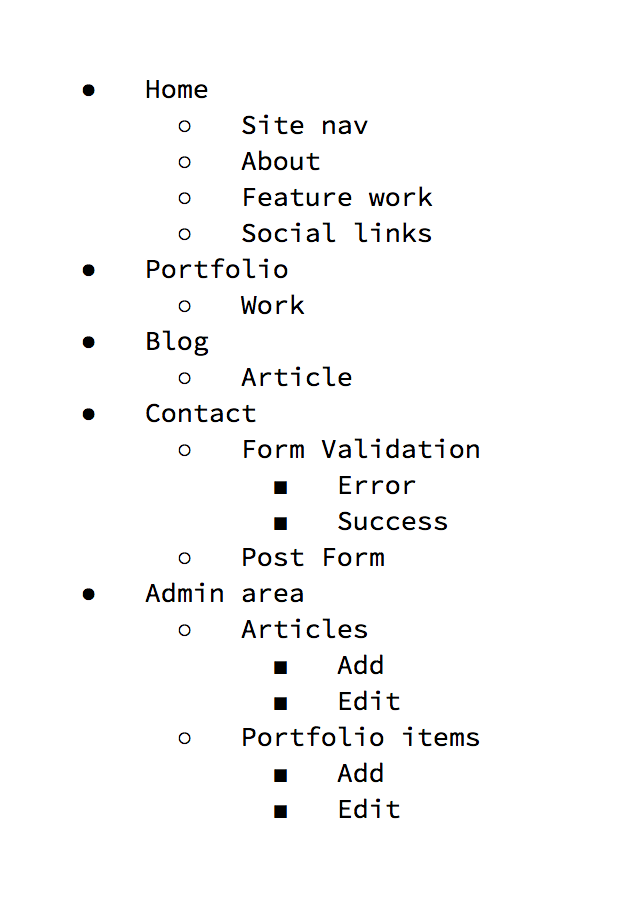 ● Home
○ Site nav
○ About
○ Feature work
○ Social links
● Portfolio
○ Work
● Blog
○ Article
● Contact
○ Form Validation
■ Error
■ Success
○ Post Form
● Admin area
○ Articles
■ Add
■ Edit
○ Portfolio items
■ Add
■ Edit